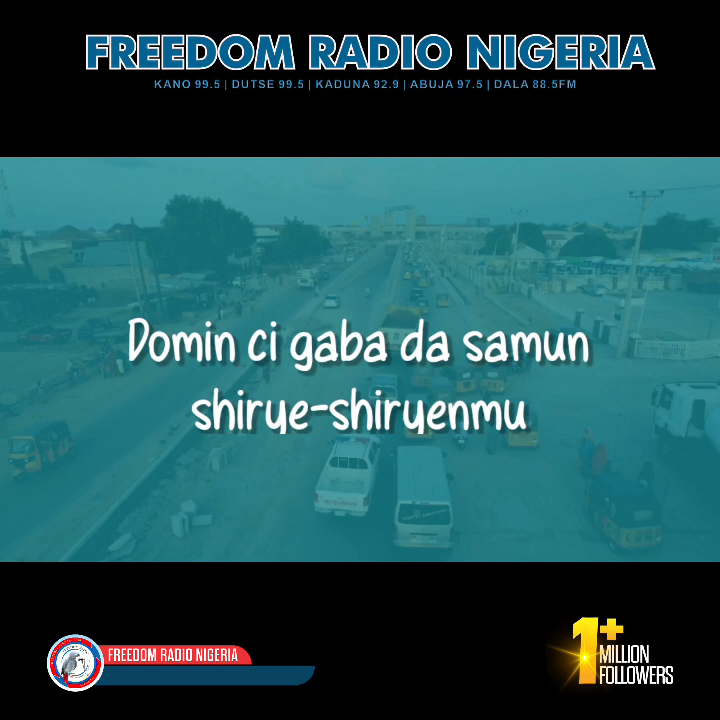 FREEDOM RADIO NIGERIA
KANO 99.5 | DUTSE 99.5 | KADUNA 92.9 | ABUJA 97.5 | DALA 88.5FM
Domin ci gaba da samun
shirye-shiryenmu
FREEDOM RADIO NIGERIA
1+
MILLION
FOLLOWERS